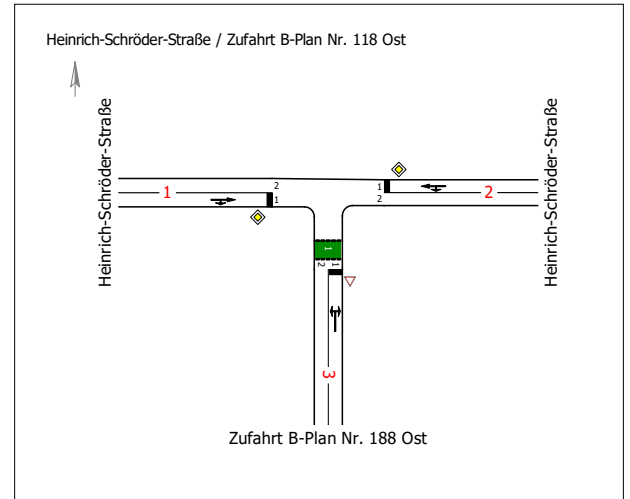 Heinrich-Schröder-Straße / Zufahrt B-Plan Nr. 118 Ost
Heinrich-Schröder-Straße
Heinrich-Schröder-Straße
1
2
1
1
2
2
1
2
1
3
Zufahrt B-Plan Nr. 188 Ost